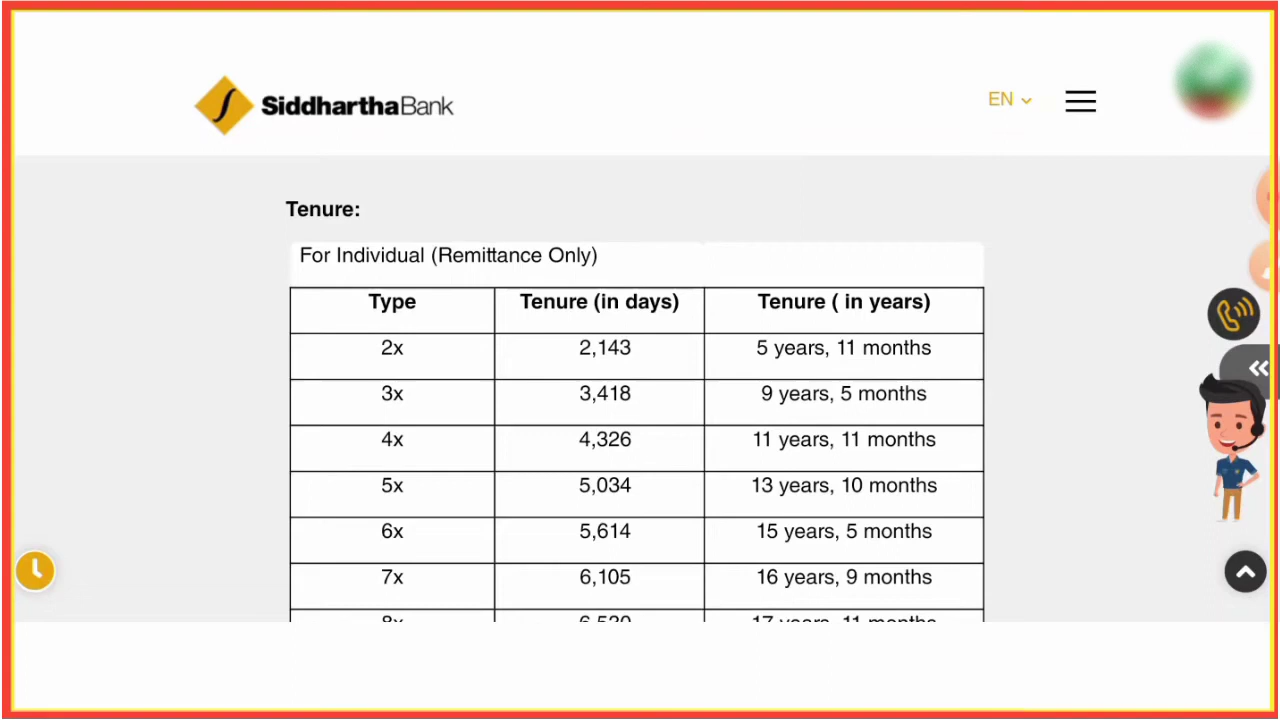 SiddharthaBank
EN
Tenure:
For Individual (Remittance Only)
Type Tenure (in days) Tenure ( in years)
2x 2,143 5 years, 11 months
3x 3,418 9 years, 5 months
4x 4,326 11 years, 11 months
5x 5,034 13 years, 10 months
6x 5,614 15 years, 5 months
7x 6,105 16 years, 9 months